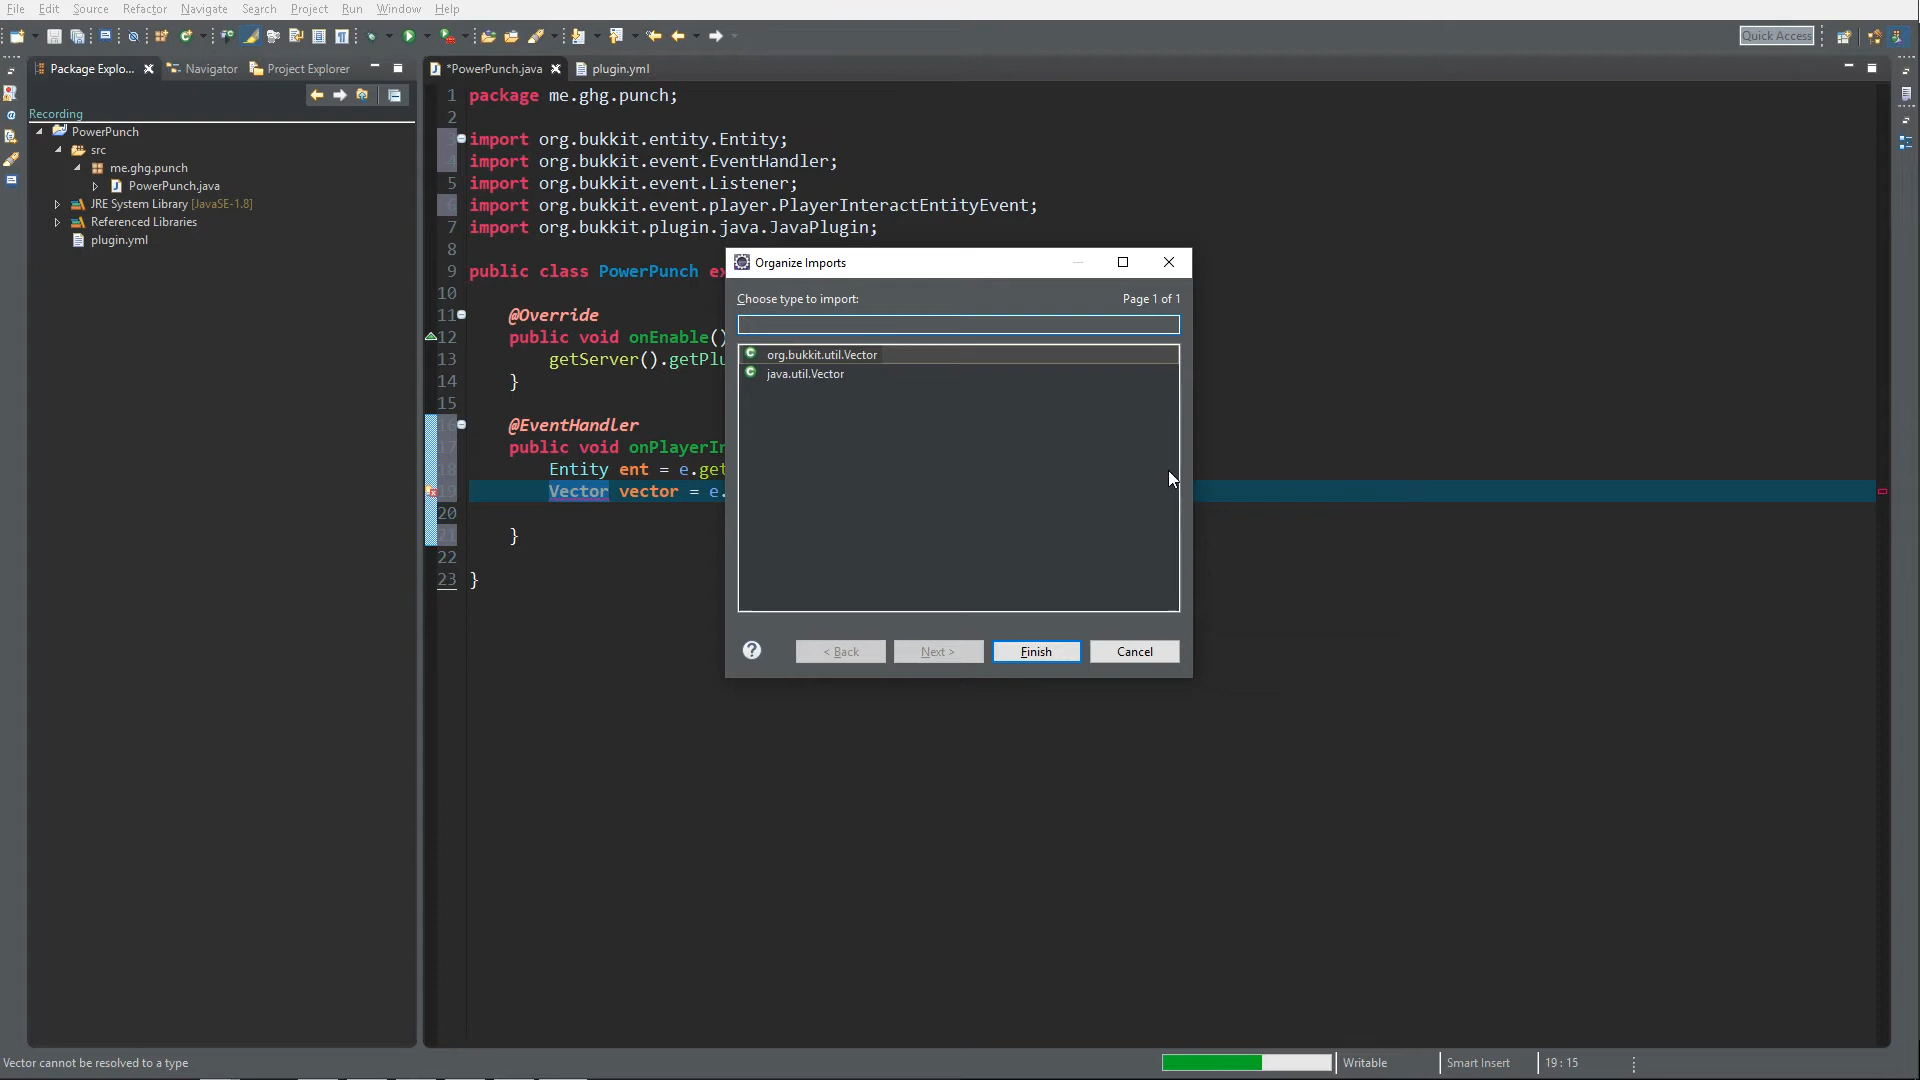 File Edit Source Refactor Navigate Search Project Run Window Help
Quick Access
Package Explo... Navigator Project Explorer
*PowerPunch.java plugin.yml
Recording
PowerPunch
src
me.ghg.punch
PowerPunch.java
JRE System Library [JavaSE-1.8]
Referenced Libraries
plugin.yml
1 package me.ghg.punch;
2
3 import org.bukkit.entity.Entity;
4 import org.bukkit.event.EventHandler;
5 import org.bukkit.event.Listener;
6 import org.bukkit.event.player.PlayerInteractEntityEvent;
7 import org.bukkit.plugin.java.JavaPlugin;
8
9 public class PowerPunch ex
10
11 @Override
12 public void onEnable()
13 getServer().getPlu
14 }
15
16 @EventHandler
17 public void onPlayerIn
18 Entity ent = e.get
19 Vector vector = e.
20
21 }
22
23 }
Organize Imports
Choose type to import: Page 1 of 1
org.bukkit.util.Vector
java.util.Vector
< Back Next > Finish Cancel
Vector cannot be resolved to a type
Writable Smart Insert 19 : 15